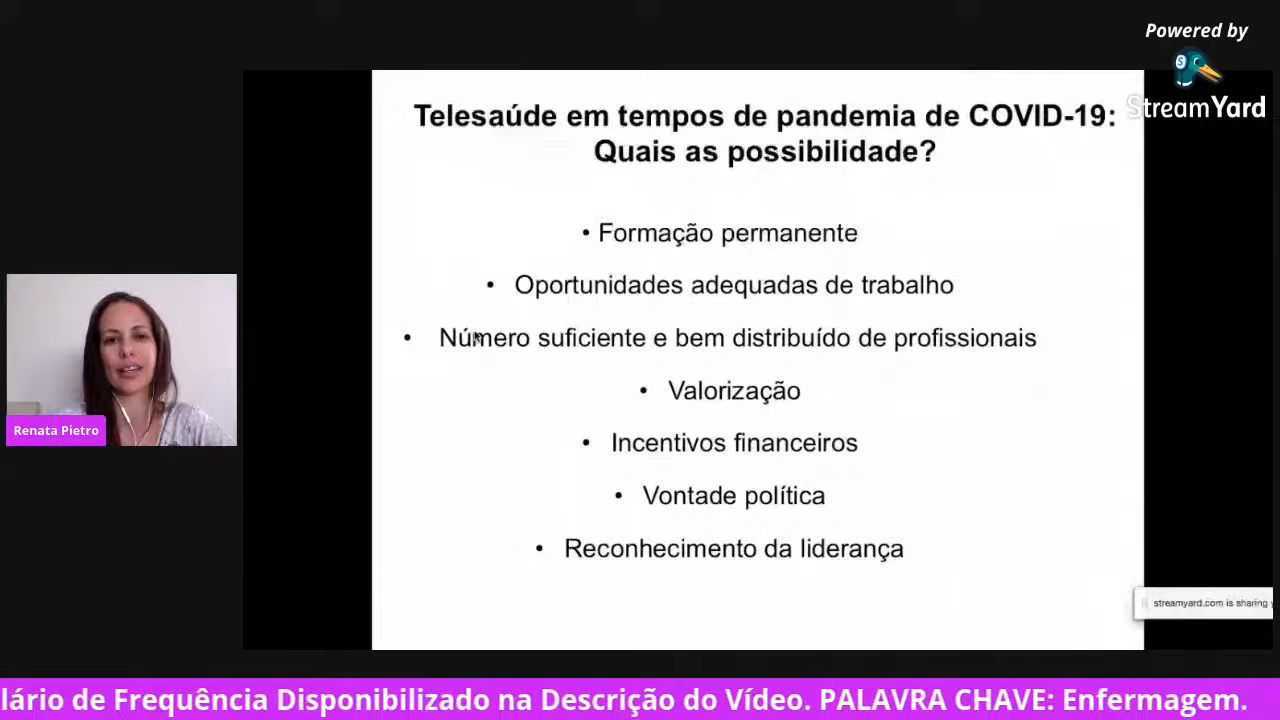 Powered by
StreamYard
Telesaúde em tempos de pandemia de COVID-19:
Quais as possibilidade?
• Formação permanente
• Oportunidades adequadas de trabalho
• Número suficiente e bem distribuído de profissionais
• Valorização
• Incentivos financeiros
• Vontade política
• Reconhecimento da liderança
Renata Pietro
streamyard.com is sharing
lário de Frequência Disponibilizado na Descrição do Vídeo. PALAVRA CHAVE: Enfermagem.